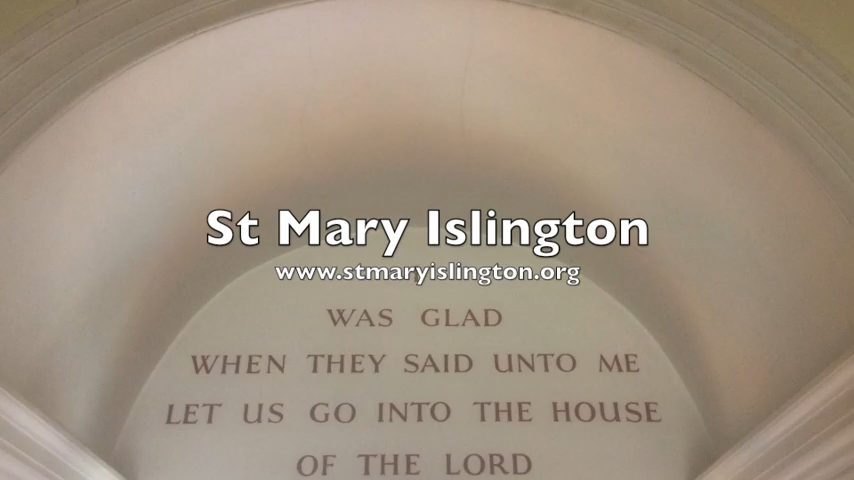 St Mary Islington
www.stmaryislington.org
WAS GLAD
WHEN THEY SAID UNTO ME
LET US GO INTO THE HOUSE
OF THE LORD